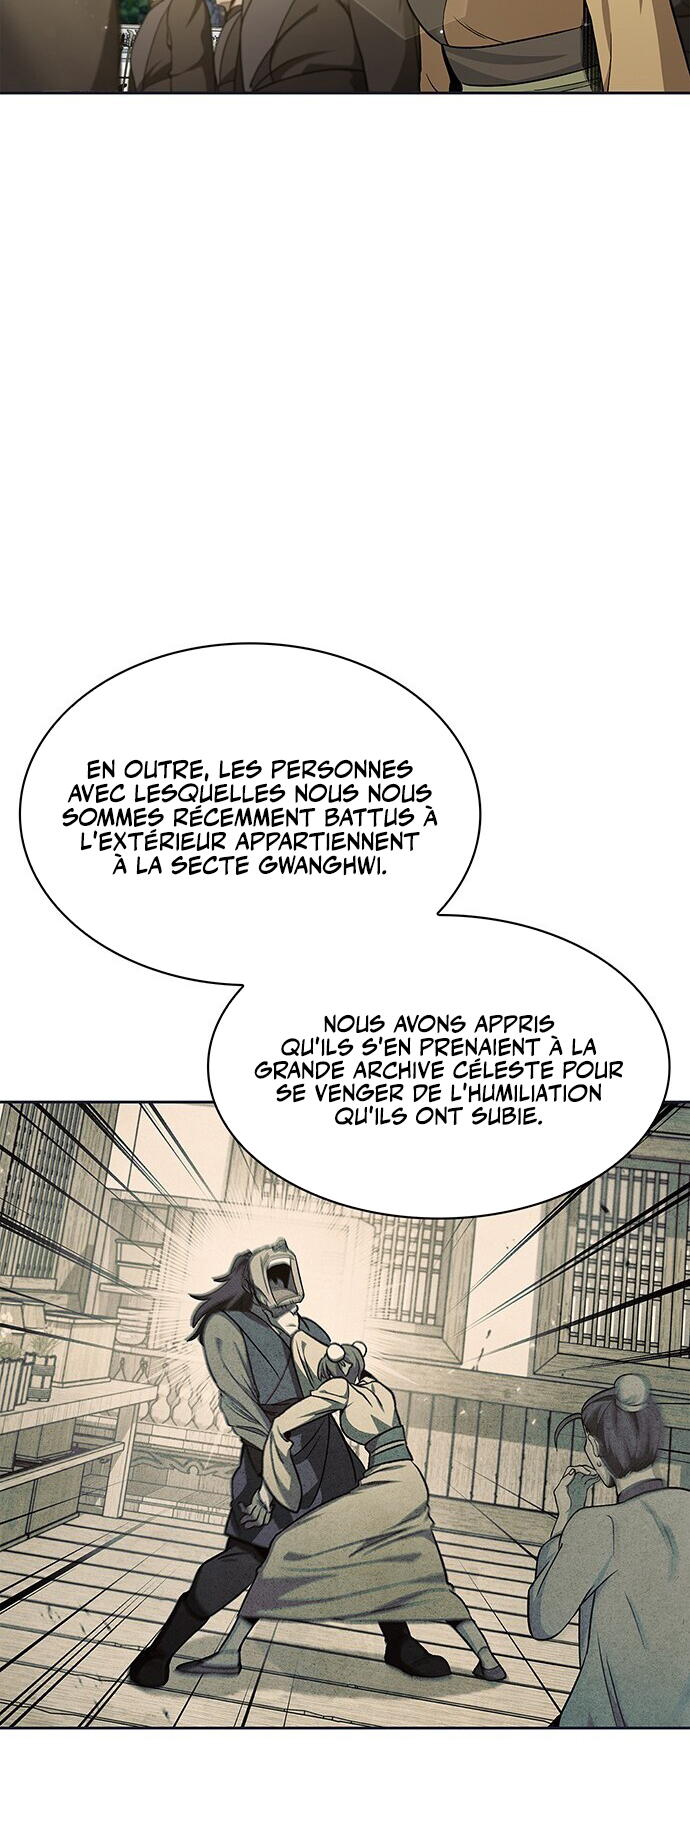 EN OUTRE, LES PERSONNES
AVEC LESQUELLES NOUS NOUS
SOMMES RÉCEMMENT BATTUS À
L'EXTÉRIEUR APPARTIENNENT
À LA SECTE GWANGHWI.
NOUS AVONS APPRIS
QU'ILS S'EN PRENAIENT À LA
GRANDE ARCHIVE CÉLESTE POUR
SE VENGER DE L'HUMILIATION
QU'ILS ONT SUBIE.